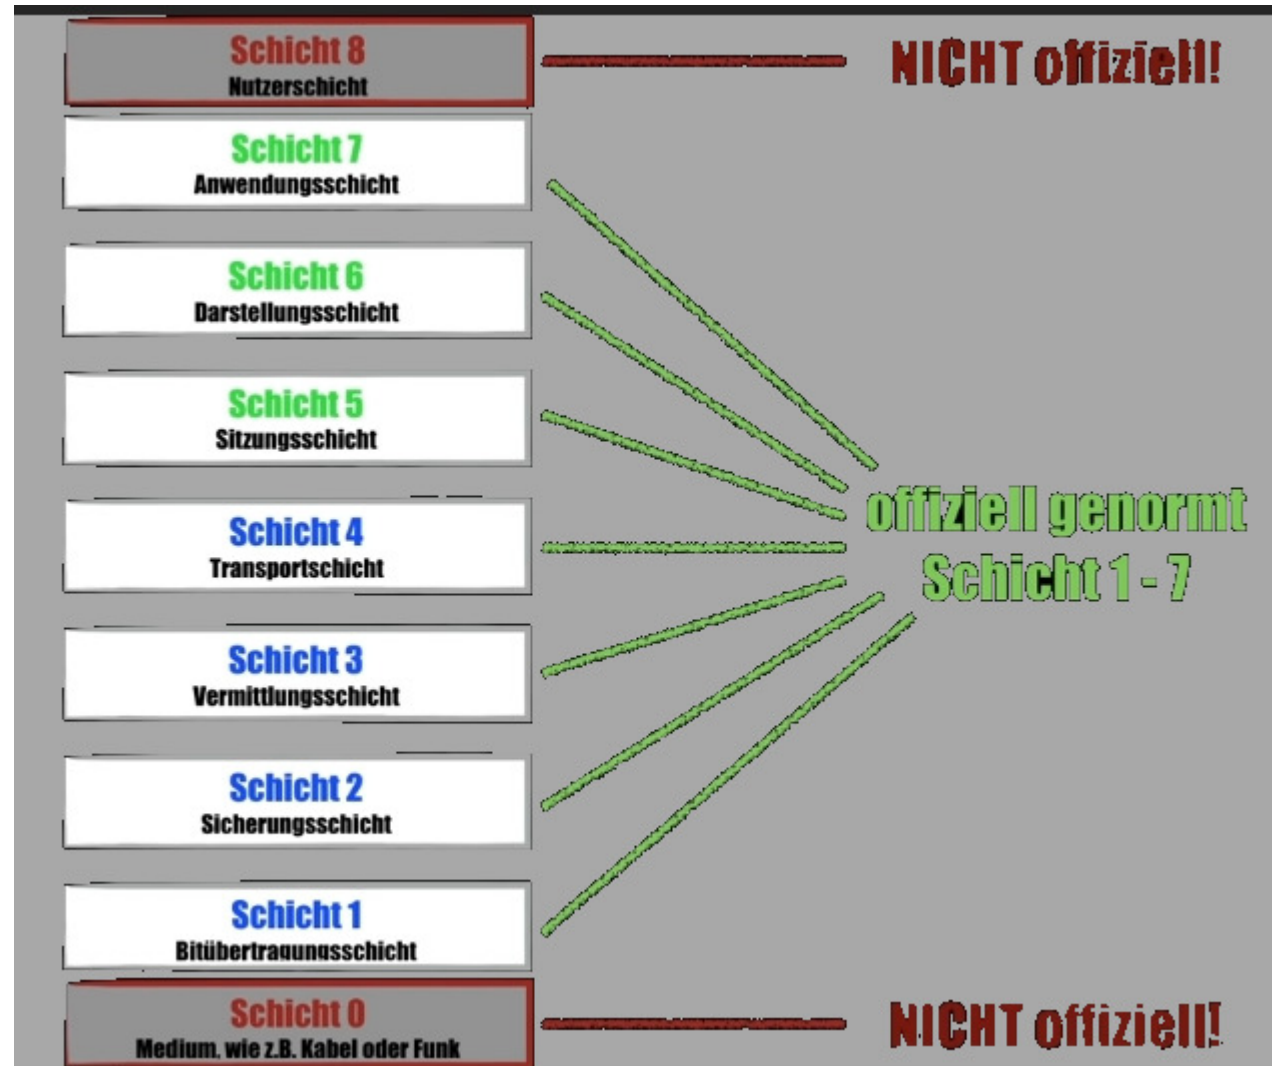 Schicht 8
Nutzerschicht
NICHT offiziell!
Schicht 7
Anwendungsschicht
Schicht 6
Darstellungsschicht
Schicht 5
Sitzungsschicht
offiziell genormt
Schicht 1 - 7
Schicht 4
Transportschicht
Schicht 3
Vermittlungsschicht
Schicht 2
Sicherungsschicht
Schicht 1
Bitübertragungsschicht
Schicht 0
Medium, wie z.B. Kabel oder Funk
NICHT offiziell!